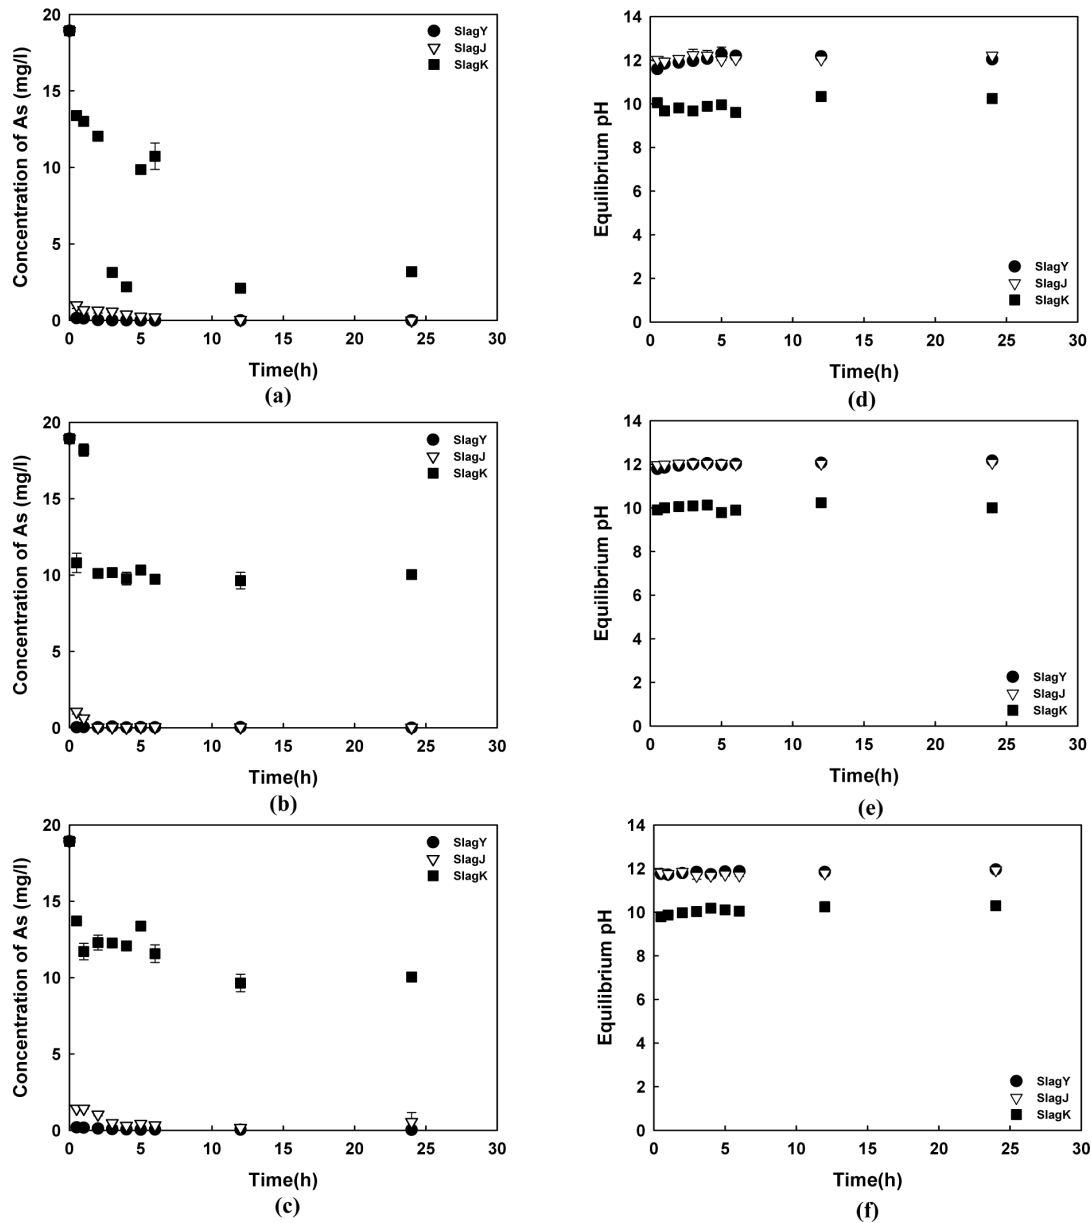 20
15
10
5
0
Concentration of As (mg/l)
SlagY
SlagJ
SlagK
0 5 10 15 20 25 30
Time(h)
(a)
14
12
10
8
6
4
2
0
Equilibrium pH
SlagY
SlagJ
SlagK
0 5 10 15 20 25 30
Time(h)
(d)
20
15
10
5
0
Concentration of As (mg/l)
SlagY
SlagJ
SlagK
0 5 10 15 20 25 30
Time(h)
(b)
14
12
10
8
6
4
2
0
Equilibrium pH
SlagY
SlagJ
SlagK
0 5 10 15 20 25 30
Time(h)
(e)
20
15
10
5
0
Concentration of As (mg/l)
SlagY
SlagJ
SlagK
0 5 10 15 20 25 30
Time(h)
(c)
14
12
10
8
6
4
2
0
Equilibrium pH
SlagY
SlagJ
SlagK
0 5 10 15 20 25 30
Time(h)
(f)